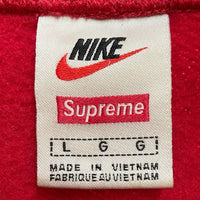 NIKE
Supreme
L G G
MADE IN VIETNAM
FABRIQUÉ AU VIETNAM